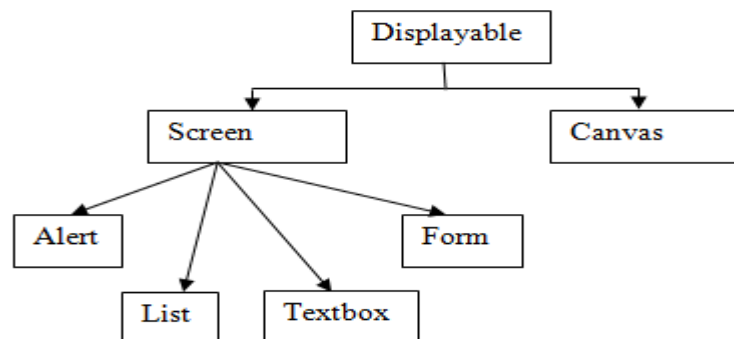 Displayable
Screen
Canvas
Alert
Form
List
Textbox